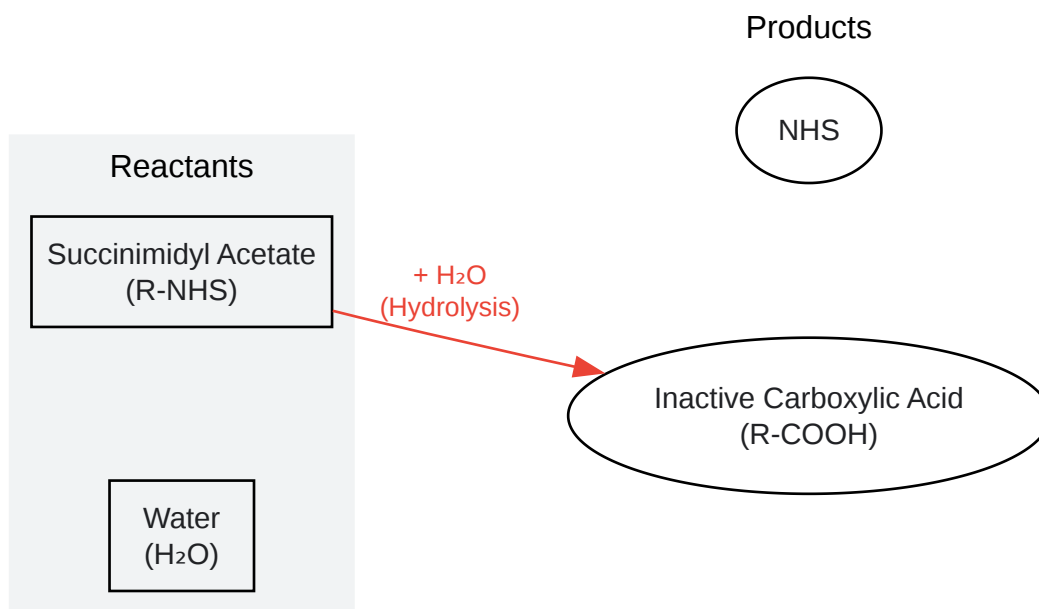 Products
NHS
Reactants
Succinimidyl Acetate
(R-NHS)
+ H₂O
(Hydrolysis)
Inactive Carboxylic Acid
(R-COOH)
Water
(H₂O)